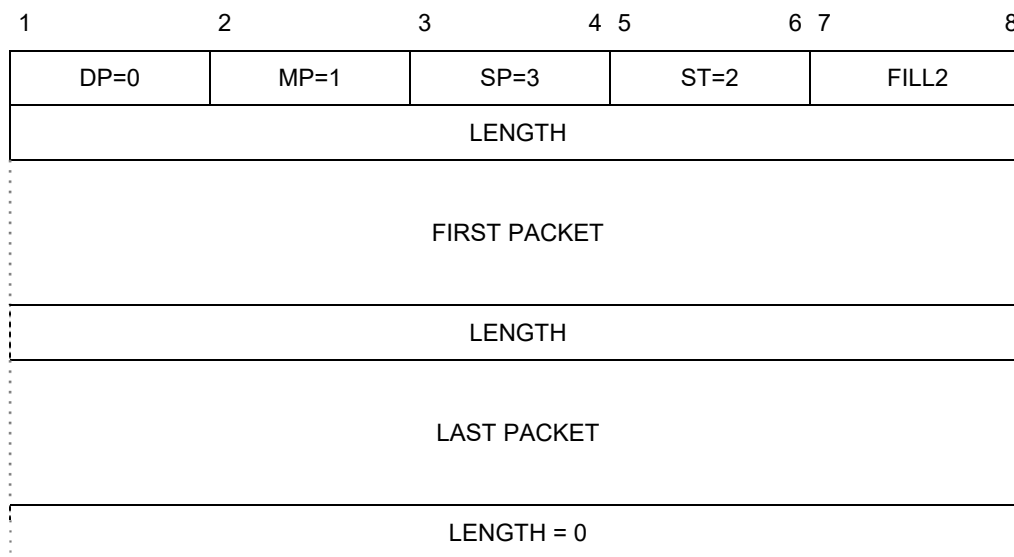 1 2 3 4 5 6 7 8
DP=0 MP=1 SP=3 ST=2 FILL2
LENGTH
FIRST PACKET
LENGTH
LAST PACKET
LENGTH = 0